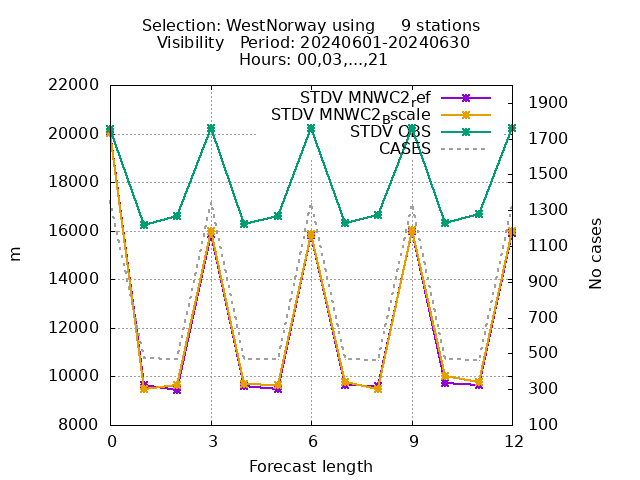 Selection: WestNorway using     9 stations
Visibility   Period: 20240601-20240630
Hours: 00,03,...,21
STDV MNWC2_ref
STDV MNWC2_Bscale
STDV OBS
CASES
22000
20000
18000
16000
14000
12000
10000
8000
m
1900
1700
1500
1300
1100
900
700
500
300
100
No cases
0 3 6 9 12
Forecast length